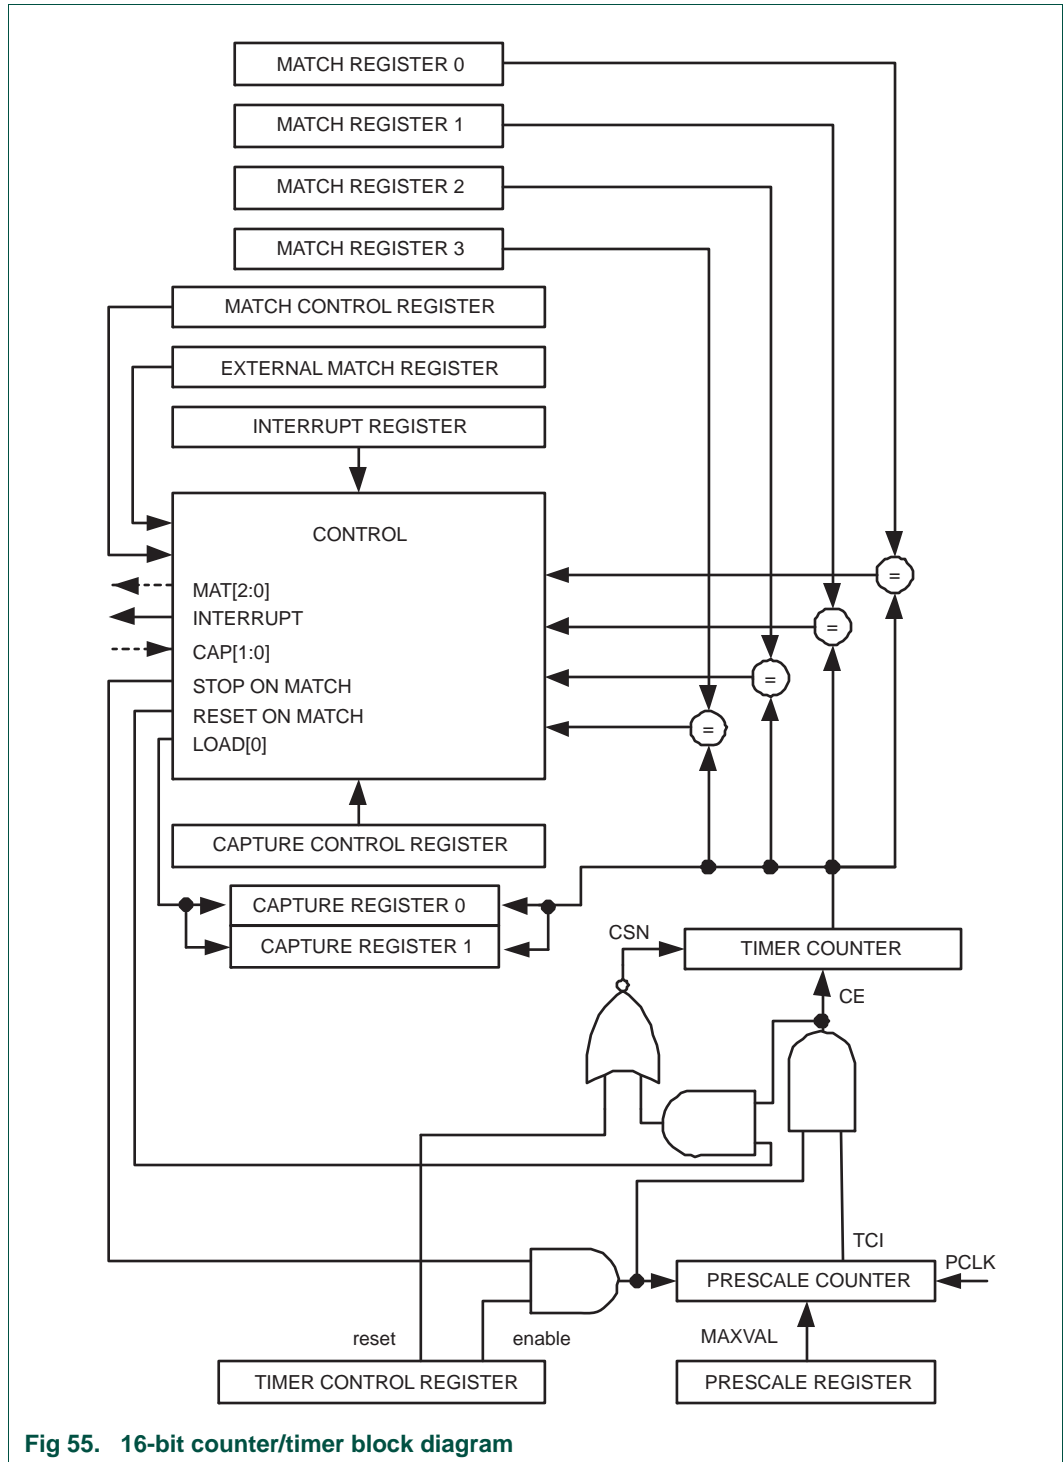 MATCH REGISTER 0
MATCH REGISTER 1
MATCH REGISTER 2
MATCH REGISTER 3
MATCH CONTROL REGISTER
EXTERNAL MATCH REGISTER
INTERRUPT REGISTER
CONTROL
=
MAT[2:0]
INTERRUPT
=
CAP[1:0]
STOP ON MATCH
=
RESET ON MATCH
=
LOAD[0]
CAPTURE CONTROL REGISTER
CAPTURE REGISTER 0
CAPTURE REGISTER 1
CSN
TIMER COUNTER
CE
TCI
PCLK
PRESCALE COUNTER
reset
enable
MAXVAL
TIMER CONTROL REGISTER
PRESCALE REGISTER
Fig 55. 16-bit counter/timer block diagram